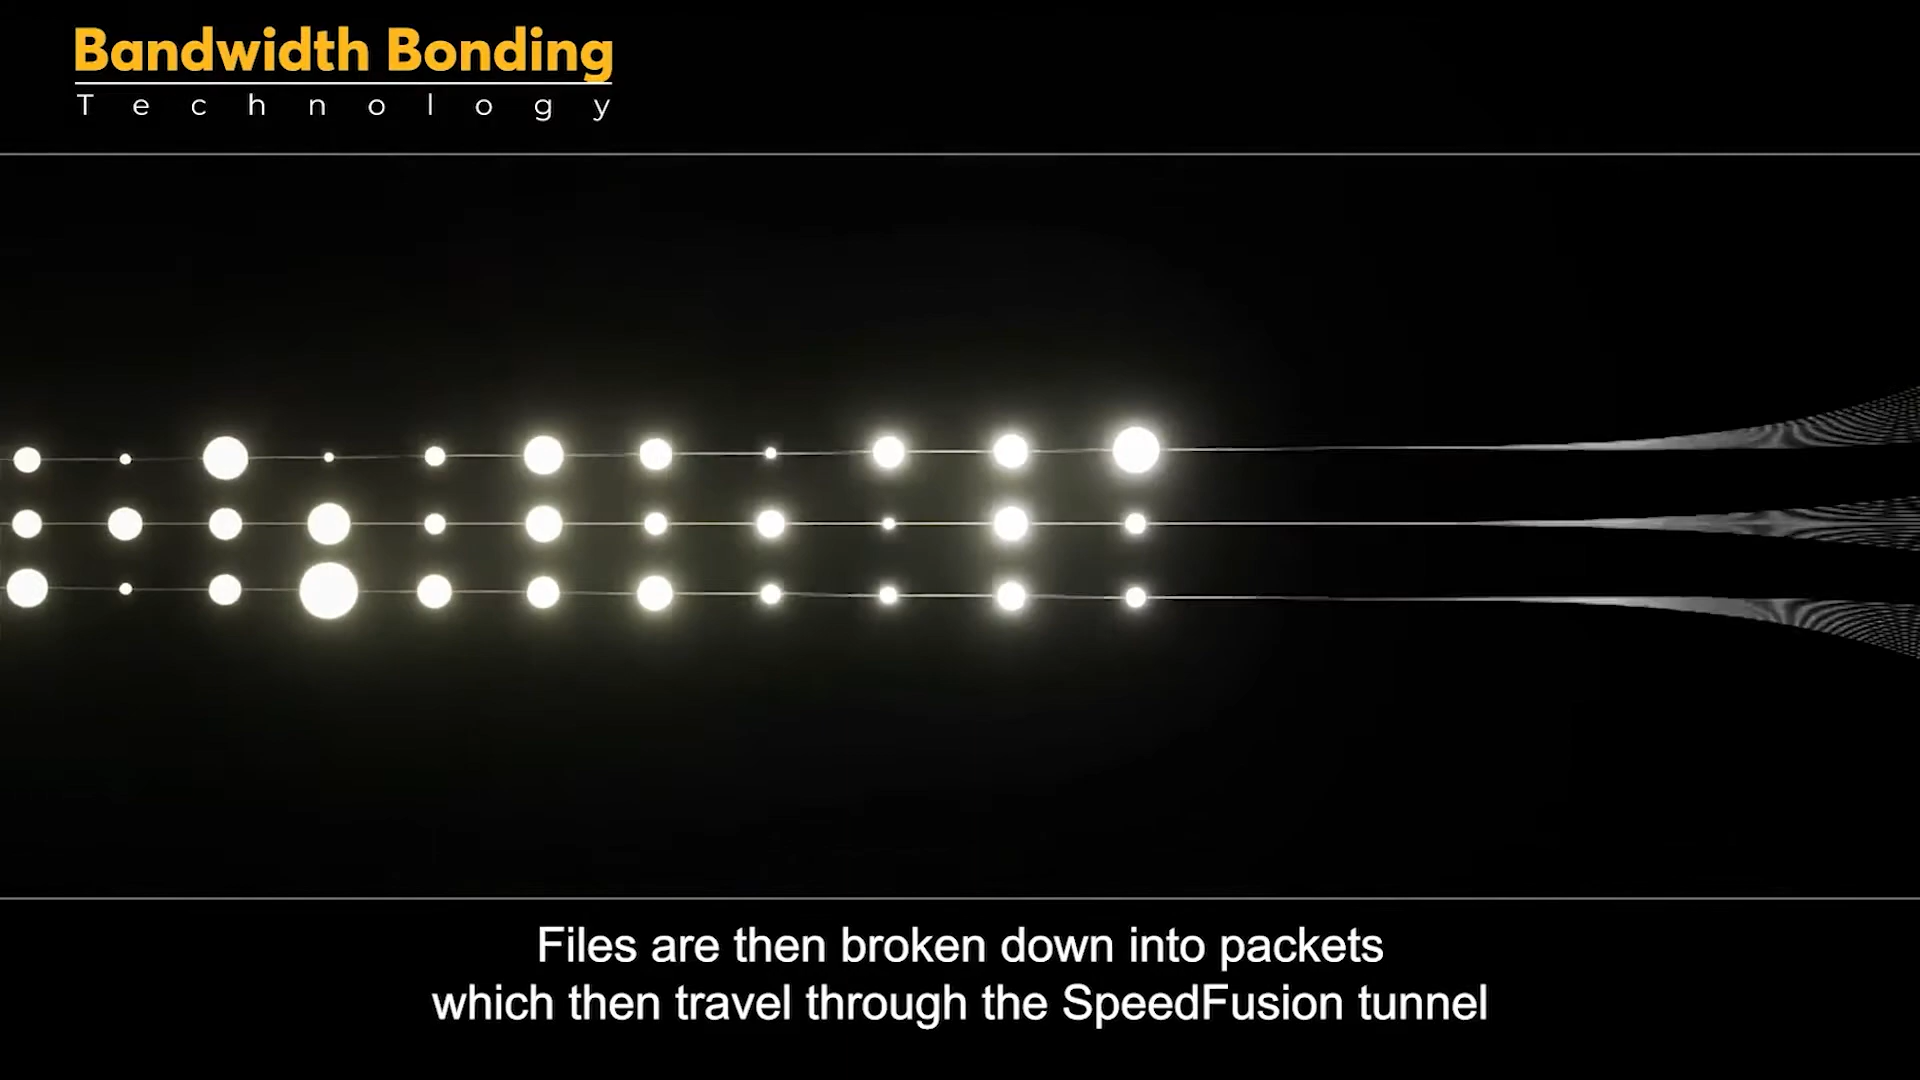 Bandwidth Bonding
Technology
Files are then broken down into packets
which then travel through the SpeedFusion tunnel